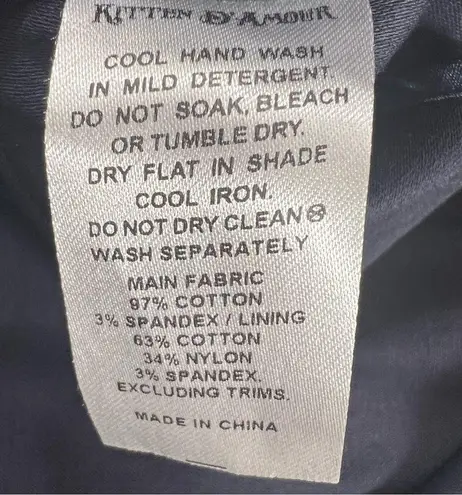 KITTEN D'AMOUR
COOL HAND WASH
IN MILD DETERGENT.
DO NOT SOAK, BLEACH
OR TUMBLE DRY.
DRY FLAT IN SHADE
COOL IRON.
DO NOT DRY CLEAN
WASH SEPARATELY
MAIN FABRIC
97% COTTON
3% SPANDEX / LINING
63% COTTON
34% NYLON
3% SPANDEX.
EXCLUDING TRIMS.
MADE IN CHINA